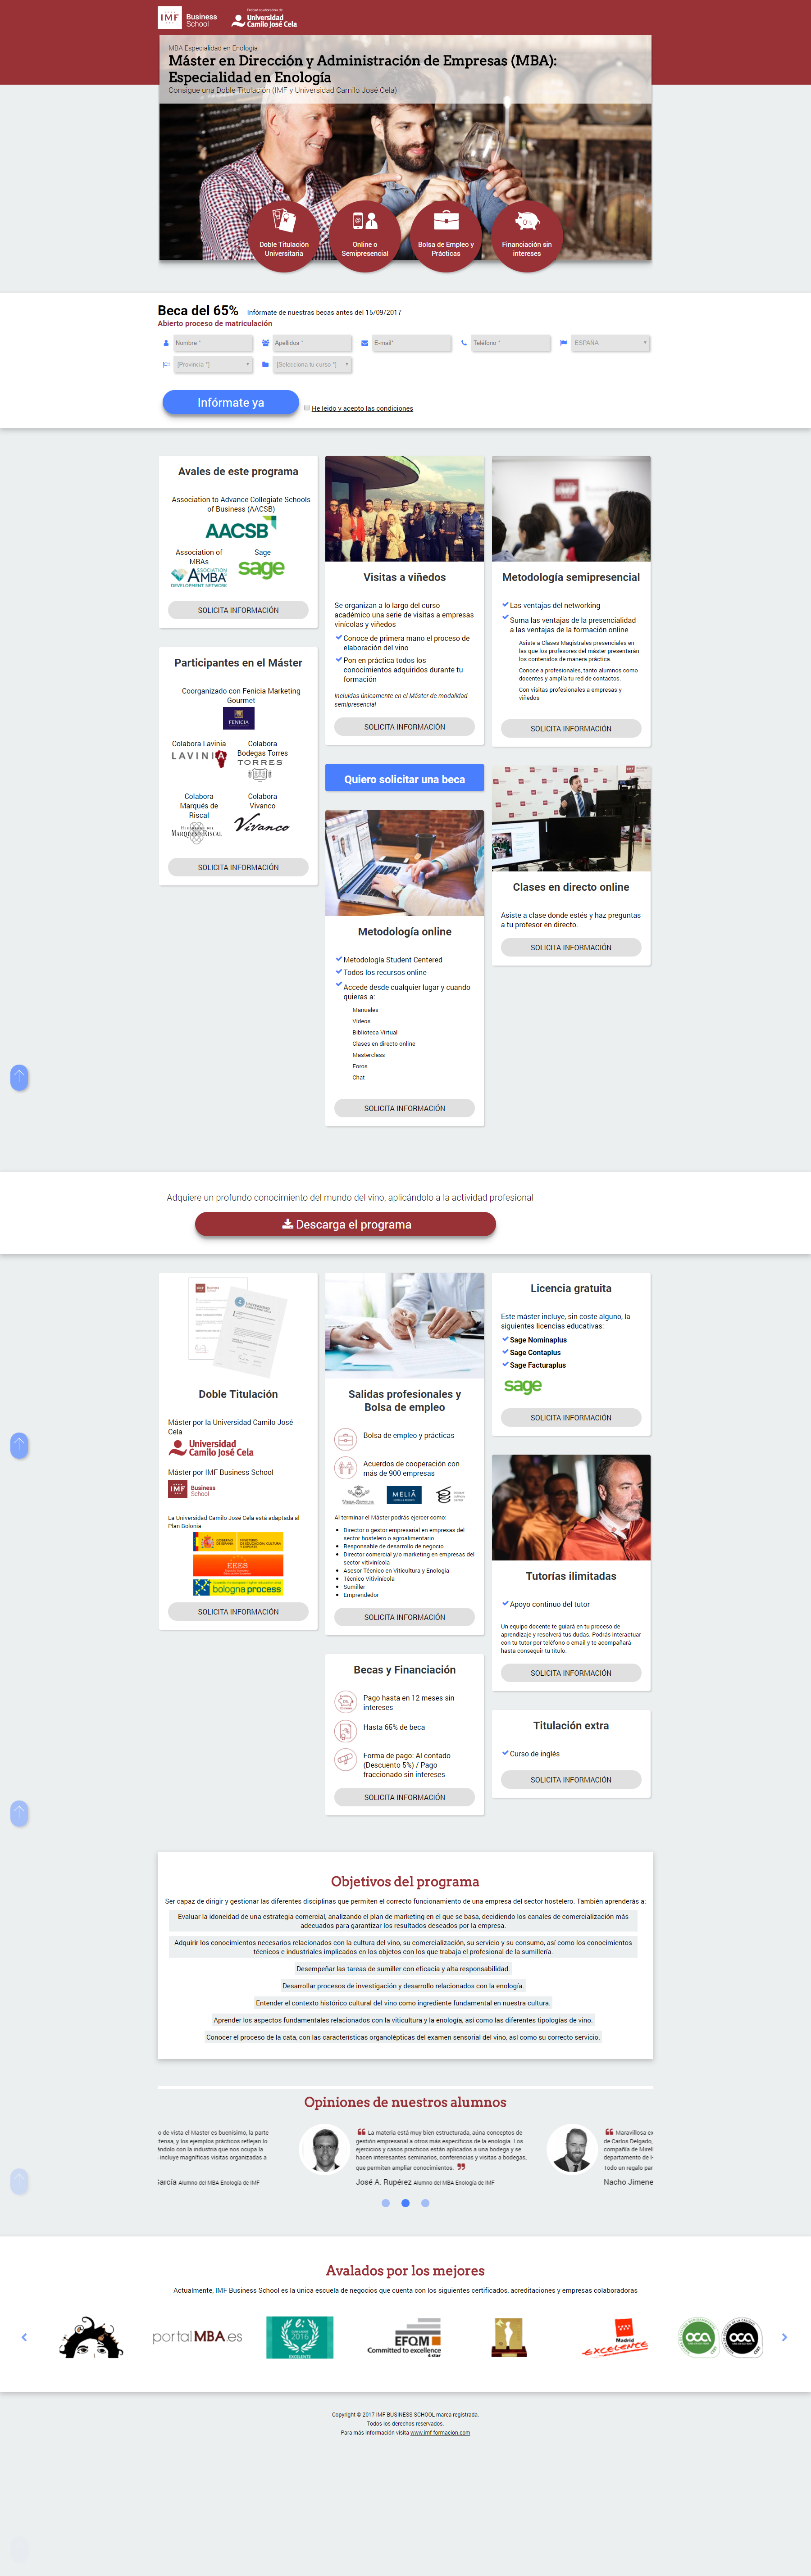 IMF Business School
Entidad colaboradora de:
Universidad Camilo José Cela
MBA Especialidad en Enología
Máster en Dirección y Administración de Empresas (MBA):
Especialidad en Enología
Consigue una Doble Titulación (IMF y Universidad Camilo José Cela)
Doble Titulación
Universitaria
Online o
Semipresencial
Bolsa de Empleo y
Prácticas
Financiación sin
intereses
Beca del 65% Infórmate de nuestras becas antes del 15/09/2017
Abierto proceso de matriculación
Nombre * Apellidos * E-mail* Teléfono * ESPAÑA
[Provincia *] [Selecciona tu curso *]
Infórmate ya
He leido y acepto las condiciones
Avales de este programa
Association to Advance Collegiate Schools
of Business (AACSB)
AACSB
Association of
MBAs
ASSOCIATION
AMBA
DEVELOPMENT NETWORK
Sage
sage
SOLICITA INFORMACIÓN
Participantes en el Máster
Coorganizado con Fenicia Marketing
Gourmet
FENICIA
Colabora Lavinia
LAVINIA
Colabora
Bodegas Torres
TORRES
Colabora
Marqués de
Riscal
MARQUÉS DE RISCAL
Colabora
Vivanco
Vivanco
SOLICITA INFORMACIÓN
Visitas a viñedos
Se organizan a lo largo del curso
académico una serie de visitas a empresas
vinícolas y viñedos
Conoce de primera mano el proceso de
elaboración del vino
Pon en práctica todos los
conocimientos adquiridos durante tu
formación
Incluidas únicamente en el Máster de modalidad
semipresencial
SOLICITA INFORMACIÓN
Quiero solicitar una beca
Metodología online
Metodología Student Centered
Todos los recursos online
Accede desde cualquier lugar y cuando
quieras a:
Manuales
Vídeos
Biblioteca Virtual
Clases en directo online
Masterclass
Foros
Chat
SOLICITA INFORMACIÓN
IMF
Metodología semipresencial
Las ventajas del networking
Suma las ventajas de la presencialidad
a las ventajas de la formación online
Asiste a Clases Magistrales presenciales en
las que los profesores del máster presentarán
los contenidos de manera práctica.
Conoce a profesionales, tanto alumnos como
docentes y amplía tu red de contactos.
Con visitas profesionales a empresas y
viñedos.
SOLICITA INFORMACIÓN
Clases en directo online
Asiste a clase donde estés y haz preguntas
a tu profesor en directo.
SOLICITA INFORMACIÓN
Adquiere un profundo conocimiento del mundo del vino, aplicándolo a la actividad profesional
Descarga el programa
Doble Titulación
Máster por la Universidad Camilo José
Cela
Universidad
Camilo José Cela
Máster por IMF Business School
IMF Business School
La Universidad Camilo José Cela está adaptada al
Plan Bolonia
EEES
bologna process
SOLICITA INFORMACIÓN
Salidas profesionales y
Bolsa de empleo
Bolsa de empleo y prácticas
Acuerdos de cooperación con
más de 900 empresas
MELIÁ
Al terminar el Máster podrás ejercer como:
Director o gestor empresarial en empresas del
sector hostelero o agroalimentario
Responsable de desarrollo de negocio
Director comercial y/o marketing en empresas del
sector vitivinícola
Asesor Técnico en Viticultura y Enología
Técnico Vitivinícola
Sumiller
Emprendedor
SOLICITA INFORMACIÓN
Becas y Financiación
Pago hasta en 12 meses sin
intereses
Hasta 65% de beca
Forma de pago: Al contado
(Descuento 5%) / Pago
fraccionado sin intereses
SOLICITA INFORMACIÓN
Licencia gratuita
Este máster incluye, sin coste alguno, la
siguientes licencias educativas:
Sage Nominaplus
Sage Contaplus
Sage Facturaplus
sage
SOLICITA INFORMACIÓN
Tutorías ilimitadas
Apoyo continuo del tutor
Un equipo docente te guiará en tu proceso de
aprendizaje y resolverá tus dudas. Podrás interactuar
con tu tutor por teléfono o email y te acompañará
hasta conseguir tu título.
SOLICITA INFORMACIÓN
Titulación extra
Curso de inglés
SOLICITA INFORMACIÓN
Objetivos del programa
Ser capaz de dirigir y gestionar las diferentes disciplinas que permiten el correcto funcionamiento de una empresa del sector hostelero. También aprenderás a:
Evaluar la idoneidad de una estrategia comercial, analizando el plan de marketing en el que se basa, decidiendo los canales de comercialización más
adecuados para garantizar los resultados deseados por la empresa.
Adquirir los conocimientos necesarios relacionados con la cultura del vino, su comercialización, su servicio y su consumo, así como los conocimientos
técnicos e industriales implicados en los objetos con los que trabaja el profesional de la sumillería.
Desempeñar las tareas de sumiller con eficacia y alta responsabilidad.
Desarrollar procesos de investigación y desarrollo relacionados con la enología.
Entender el contexto histórico cultural del vino como ingrediente fundamental en nuestra cultura.
Aprender los aspectos fundamentales relacionados con la viticultura y la enología, así como las diferentes tipologías de vino.
Conocer el proceso de la cata, con las características organolépticas del examen sensorial del vino, así como su correcto servicio.
Opiniones de nuestros alumnos
o de vista el Master es buenísimo, la parte
tensa, y los ejemplos prácticos reflejan lo
ándolo con la industria que nos ocupa la
incluye magníficas visitas organizadas a
García Alumno del MBA Enología de IMF
La materia está muy bien estructurada, aúna conceptos de
gestión empresarial a otros más específicos de la enología. Los
ejercicios y casos practicos están aplicados a una bodega y se
hacen interesantes seminarios, conferencias y visitas a bodegas,
que permiten ampliar conocimientos.
José A. Rupérez Alumno del MBA Enología de IMF
Maravillosa ex
de Carlos Delgado,
compañia de Mirell
departamento de H
Todo un regalo par
Nacho Jimene
Avalados por los mejores
Actualmente, IMF Business School es la única escuela de negocios que cuenta con los siguientes certificados, acreditaciones y empresas colaboradoras
portalMBA.es
2016
EXCELENTE
EFQM
Committed to excellence
4 star
Madrid
EXCELENTE
OCA
OCA
Copyright © 2017 IMF BUSINESS SCHOOL marca registrada.
Todos los derechos reservados.
Para más información visita www.imf-formacion.com